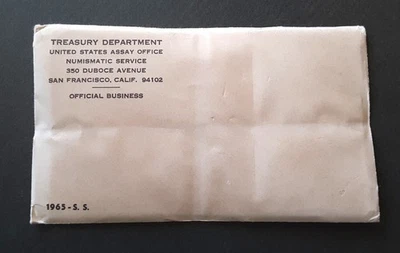 TREASURY DEPARTMENT
UNITED STATES ASSAY OFFICE
NUMISMATIC SERVICE
350 DUBOCE AVENUE
SAN FRANCISCO, CALIF. 94102
OFFICIAL BUSINESS
1965-S. S.